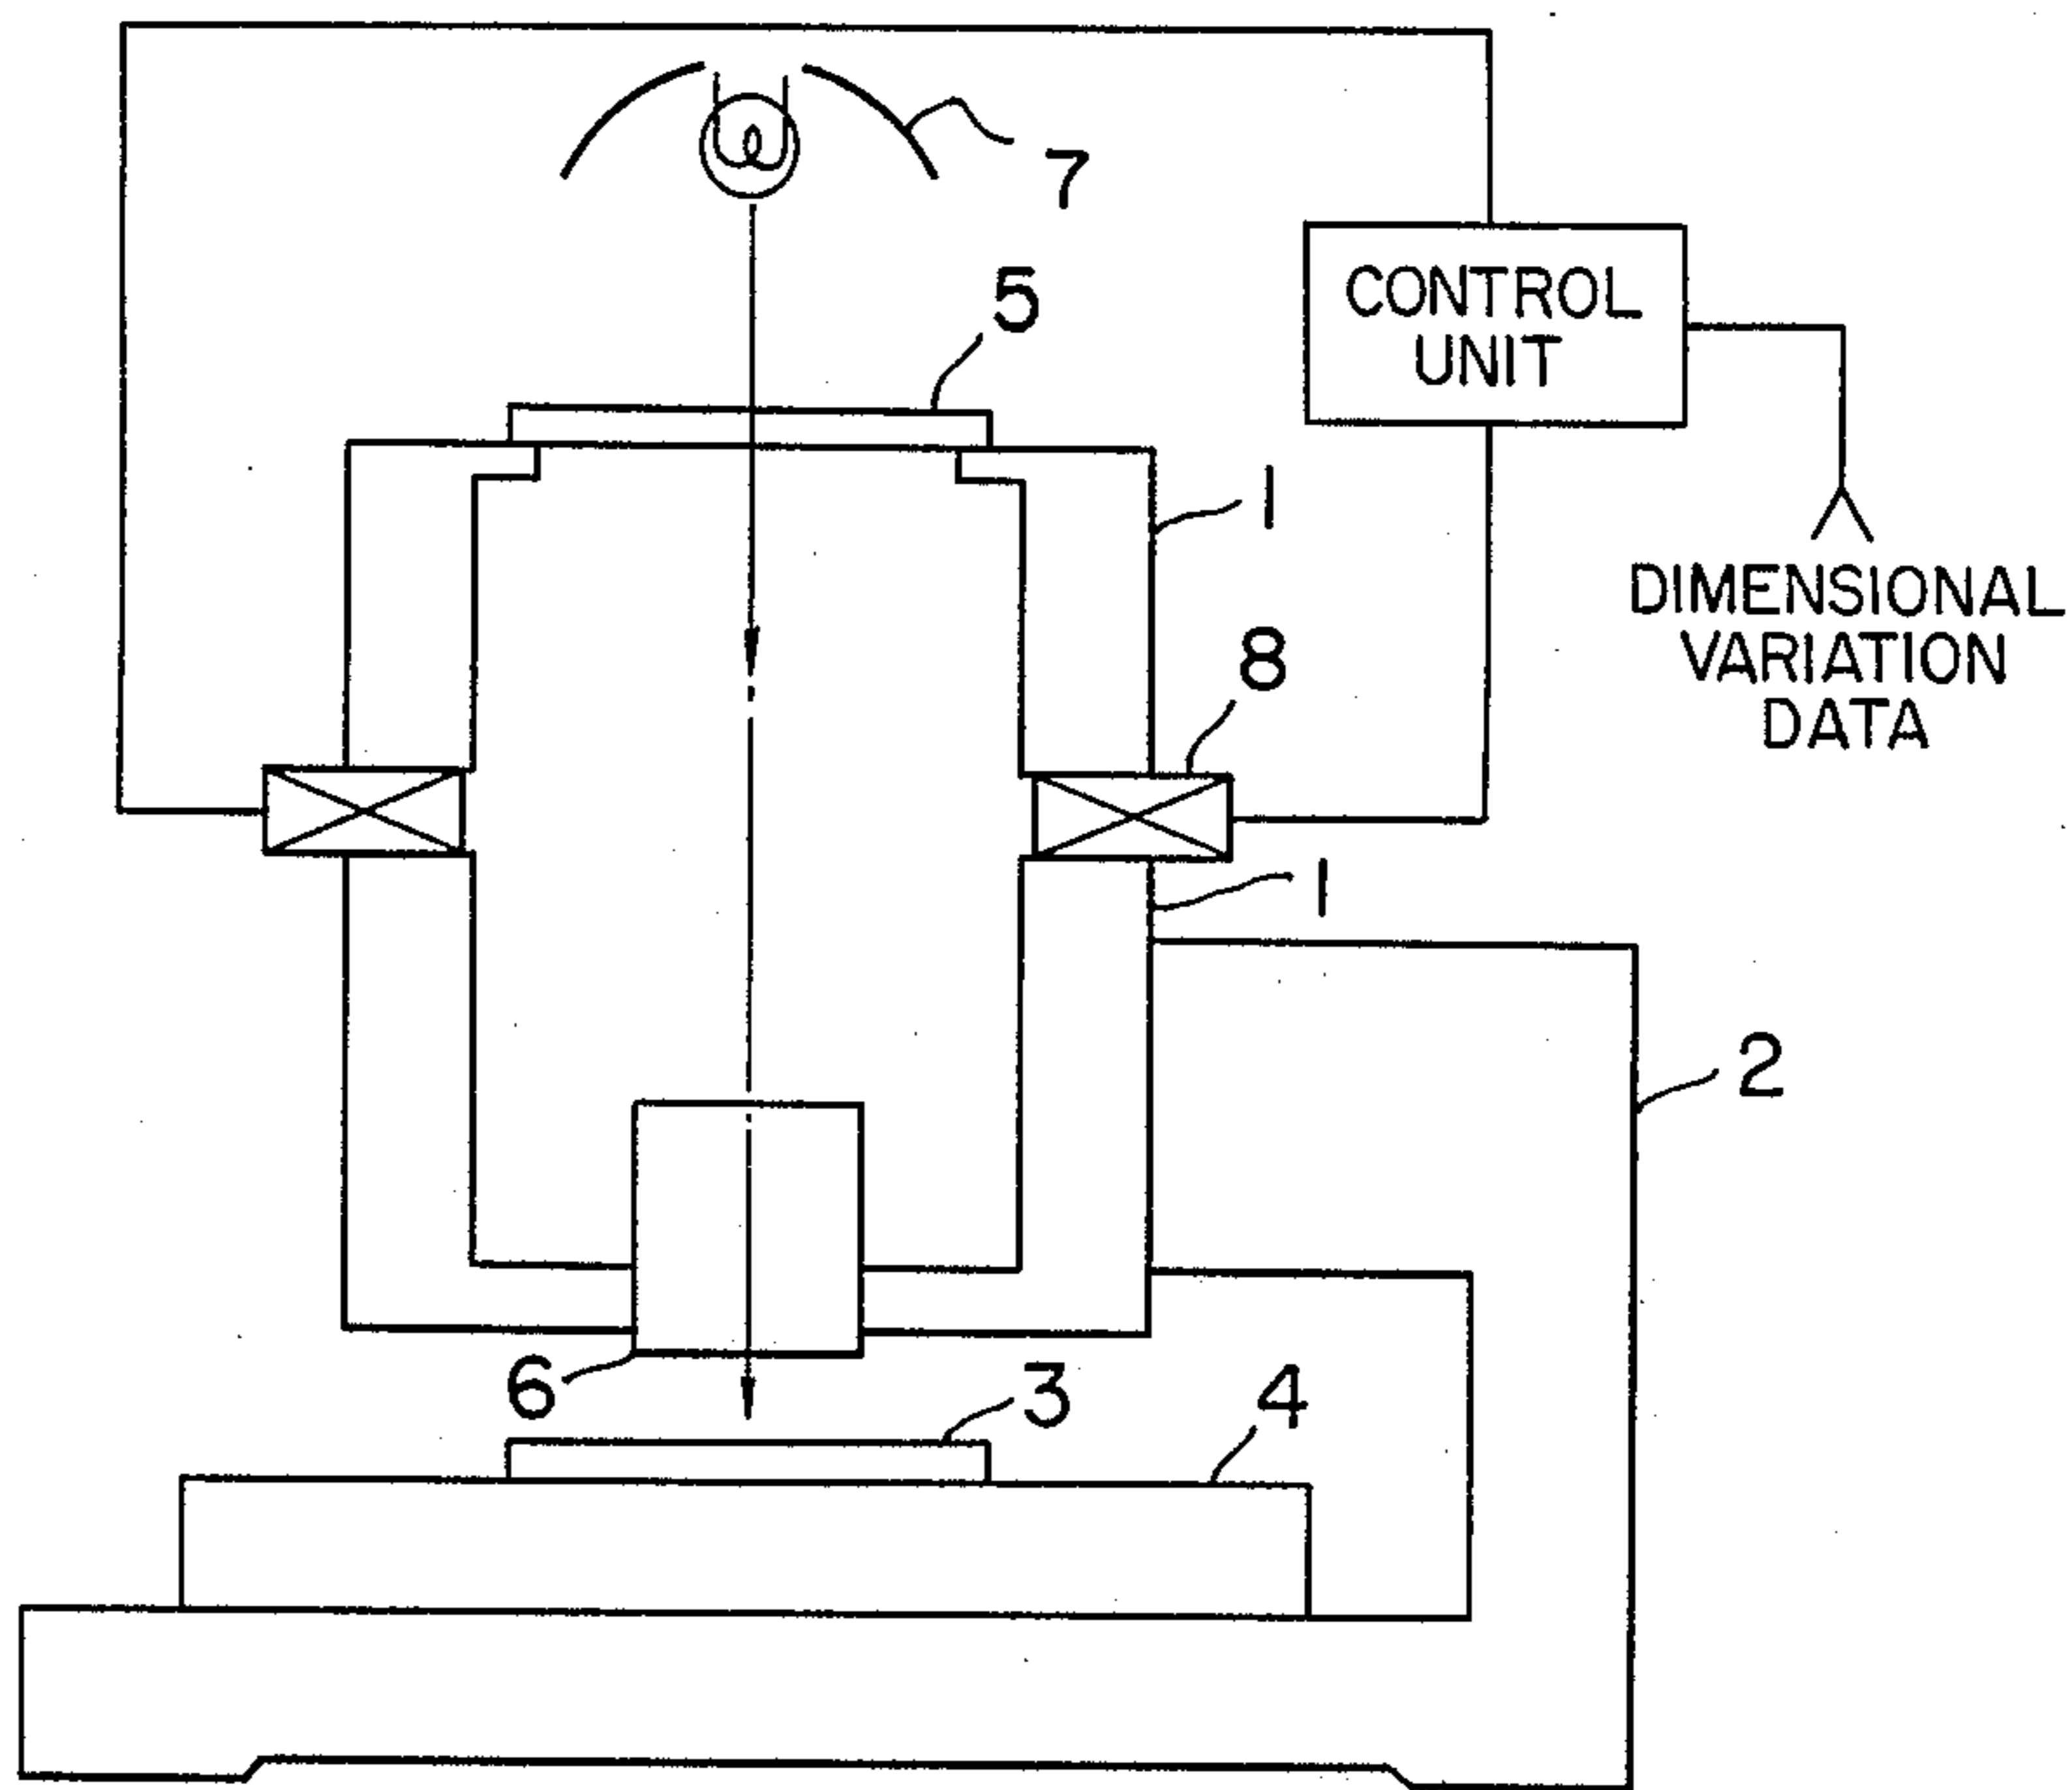 7
5
CONTROL
UNIT
1
DIMENSIONAL
VARIATION
DATA
8
1
2
6
3
4